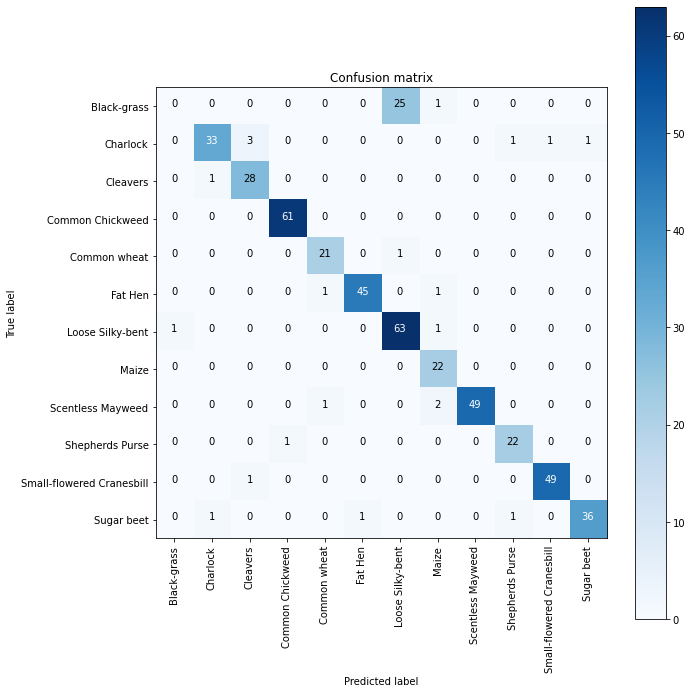 Confusion matrix
True label
Black-grass 0 0 0 0 0 0 25 1 0 0 0 0
Charlock 0 33 3 0 0 0 0 0 0 1 1 1
Cleavers 0 1 28 0 0 0 0 0 0 0 0 0
Common Chickweed 0 0 0 61 0 0 0 0 0 0 0 0
Common wheat 0 0 0 0 21 0 1 0 0 0 0 0
Fat Hen 0 0 0 0 1 45 0 1 0 0 0 0
Loose Silky-bent 1 0 0 0 0 0 63 1 0 0 0 0
Maize 0 0 0 0 0 0 0 22 0 0 0 0
Scentless Mayweed 0 0 0 0 1 0 0 2 49 0 0 0
Shepherds Purse 0 0 0 1 0 0 0 0 0 22 0 0
Small-flowered Cranesbill 0 0 1 0 0 0 0 0 0 0 49 0
Sugar beet 0 1 0 0 0 1 0 0 0 1 0 36
Black-grass
Charlock
Cleavers
Common Chickweed
Common wheat
Fat Hen
Loose Silky-bent
Maize
Scentless Mayweed
Shepherds Purse
Small-flowered Cranesbill
Sugar beet
Predicted label
60
50
40
30
20
10
0